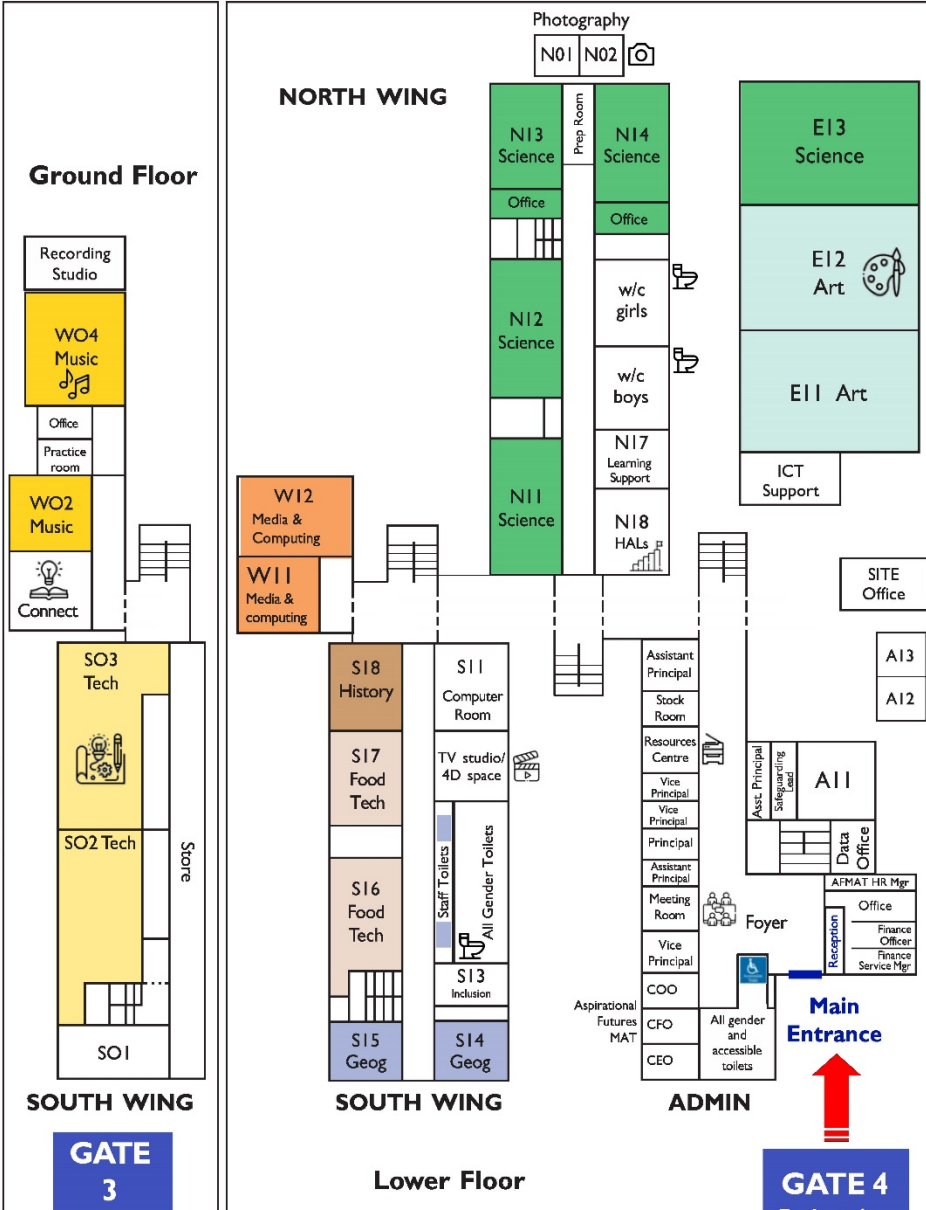 Ground Floor
Recording
Studio
WO4
Music
Office
Practice
room
WO2
Music
Connect
SO3
Tech
SO2 Tech
Store
SO1
SOUTH WING
GATE
3
Photography
N01
N02
NORTH WING
N13
Science
Prep Room
N14
Science
Office
Office
N12
Science
w/c
girls
w/c
boys
N11
Science
N17
Learning
Support
N18
HALs
E13
Science
E12
Art
E11 Art
ICT
Support
SITE
Office
A13
A12
W12
Media &
Computing
W11
Media &
computing
S18
History
S11
Computer
Room
S17
Food
Tech
TV studio/
4D space
S16
Food
Tech
Staff Toilets
All Gender Toilets
S13
Inclusion
S15
Geog
S14
Geog
SOUTH WING
Assistant
Principal
Stock
Room
Resources
Centre
Vice
Principal
Vice
Principal
Principal
Assistant
Principal
Meeting
Room
Vice
Principal
COO
Aspirational
Futures
MAT
CFO
CEO
All gender
and
accessible
toilets
Foyer
Asst. Principal
Safeguarding
Lead
A11
Data
Office
AFMAT HR Mgr
Office
Reception
Finance
Officer
Finance
Service Mgr
Main
Entrance
ADMIN
Lower Floor
GATE 4